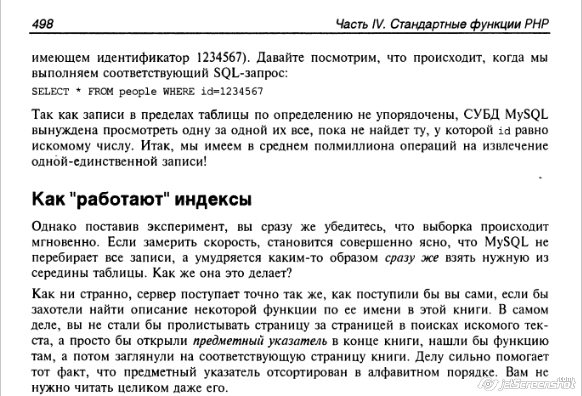 498 Часть IV. Стандартные функции PHP
имеющем идентификатор 1234567). Давайте посмотрим, что происходит, когда мы
выполняем соответствующий SQL-запрос:
SELECT * FROM people WHERE id=1234567
Так как записи в пределах таблицы по определению не упорядочены, СУБД MySQL
вынуждена просмотреть одну за одной их все, пока не найдет ту, у которой id равно
искомому числу. Итак, мы имеем в среднем полмиллиона операций на извлечение
одной-единственной записи!
Как "работают" индексы
Однако поставив эксперимент, вы сразу же убедитесь, что выборка происходит
мгновенно. Если замерить скорость, становится совершенно ясно, что MySQL не
перебирает все записи, а умудряется каким-то образом сразу же взять нужную из
середины таблицы. Как же она это делает?
Как ни странно, сервер поступает точно так же, как поступили бы вы сами, если бы
захотели найти описание некоторой функции по ее имени в этой книги. В самом
деле, вы не стали бы пролистывать страницу за страницей в поисках искомого тек-
ста, а просто бы открыли предметный указатель в конце книги, нашли бы функцию
там, а потом заглянули на соответствующую страницу книги. Делу сильно помогает
тот факт, что предметный указатель отсортирован в алфавитном порядке. Вам не
нужно читать целиком даже его.
jetScreenshot